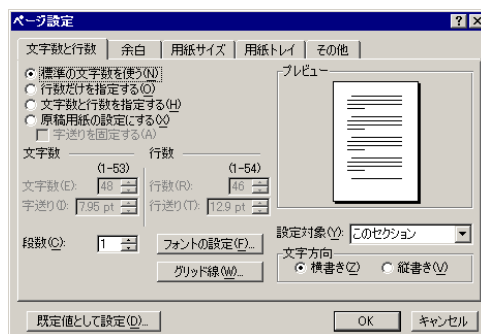 ページ設定
文字数と行数 余白 用紙サイズ 用紙トレイ その他
標準の文字数を使う(N)
行数だけを指定する(O)
文字数と行数を指定する(H)
原稿用紙の設定にする(X)
字送りを固定する(A)
プレビュー
文字数 行数
(1-53) (1-54)
文字数(E): 48 行数(R): 46
字送り(I): 7.95 pt 行送り(T): 12.9 pt
段数(C): 1 フォントの設定(F)... 設定対象(Y): このセクション
グリッド線(W)... 文字方向
横書き(Z) 縦書き(V)
既定値として設定(D)... OK キャンセル